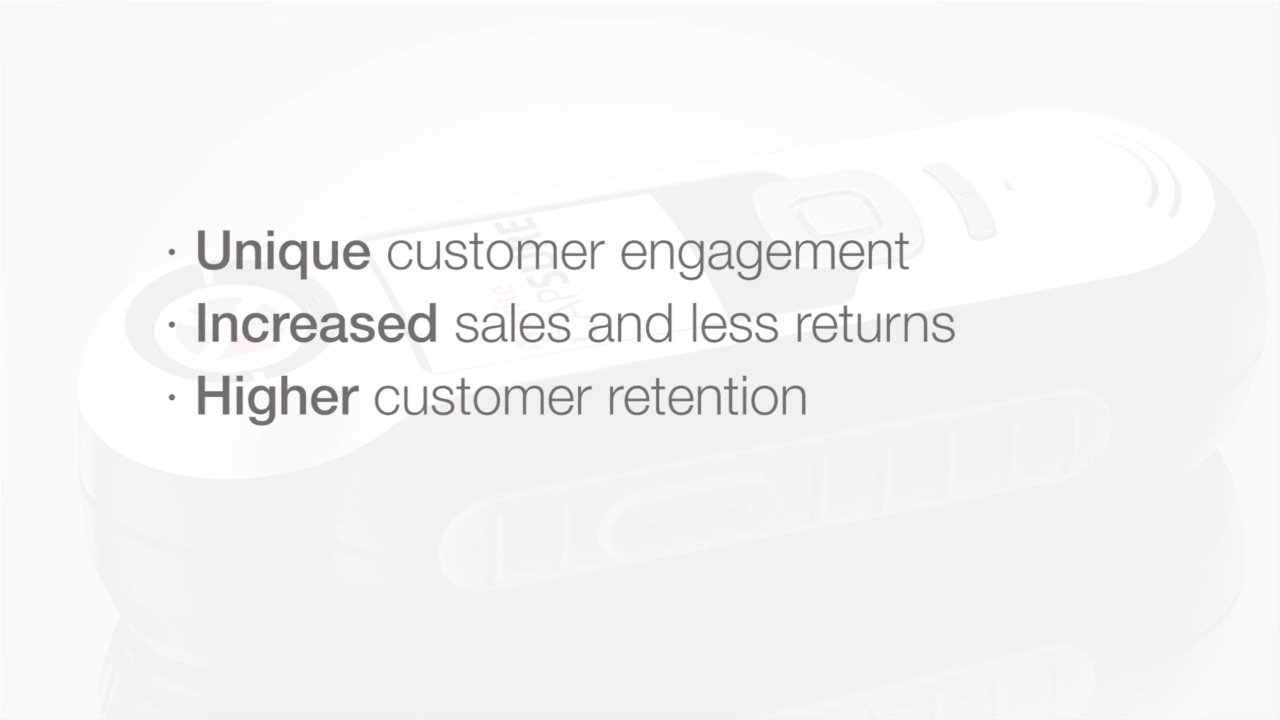 · Unique customer engagement
· Increased sales and less returns
· Higher customer retention